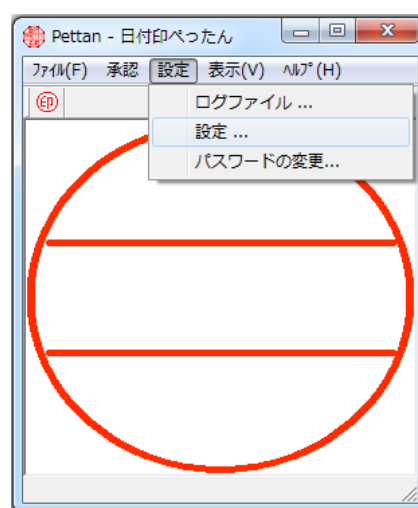 Pettan - 日付印ぺったん
ﾌｧｲﾙ(F) 承認 設定 表示(V) ﾍﾙﾌﾟ(H)
印
ログファイル ...
設定 ...
パスワードの変更...